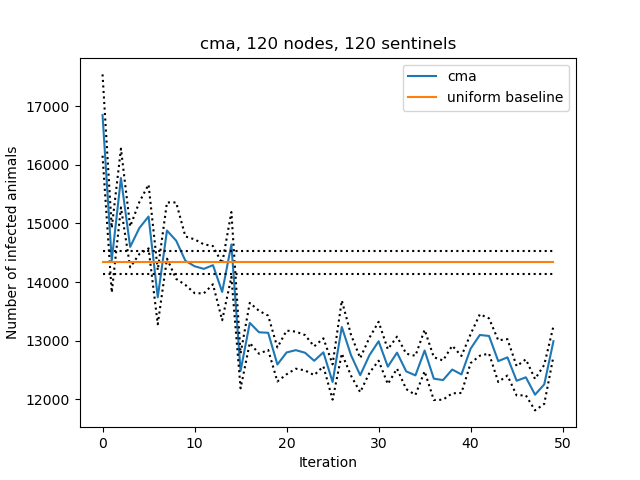 cma, 120 nodes, 120 sentinels
cma
uniform baseline
Number of infected animals
17000
16000
15000
14000
13000
12000
0
10
20
30
40
50
Iteration